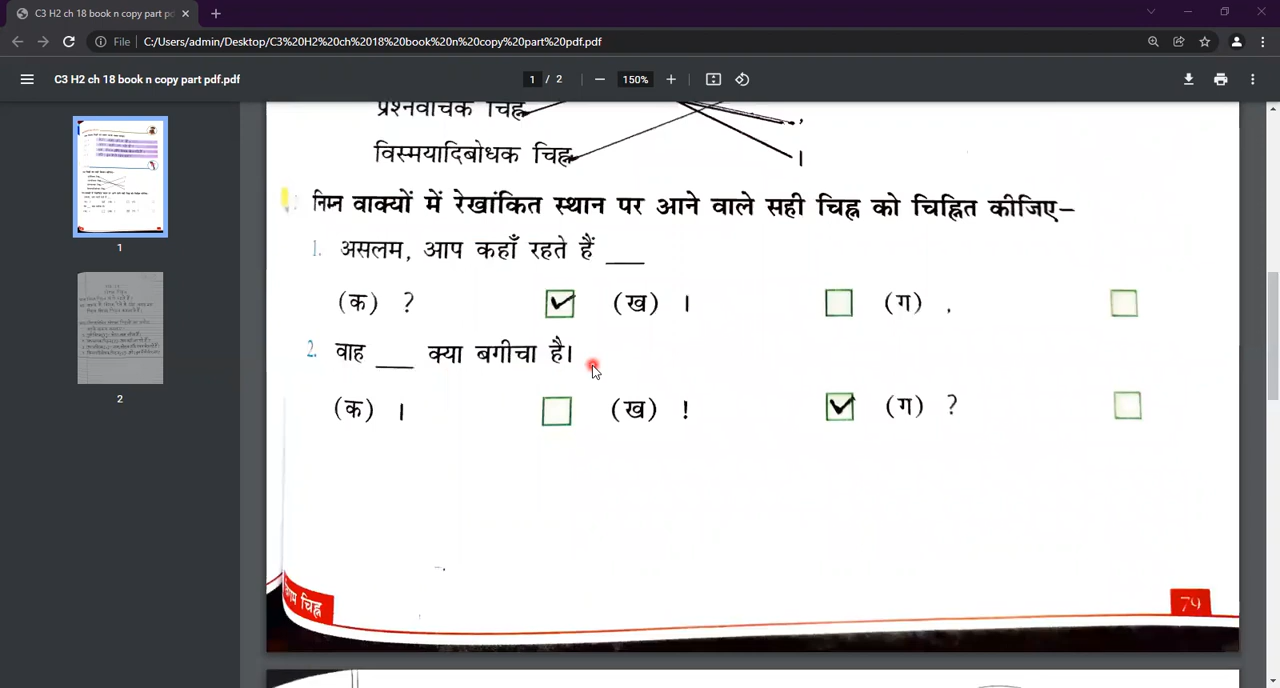 C3 H2 ch 18 book n copy part pd
File C:/Users/admin/Desktop/C3%20H2%20ch%2018%20book%20n%20copy%20part%20pdf.pdf
C3 H2 ch 18 book n copy part pdf.pdf
1 / 2
150%
प्रश्नवाचक चिह्न
,
विस्मयादिबोधक चिह्न
।
निम्न वाक्यों में रेखांकित स्थान पर आने वाले सही चिह्न को चिह्नित कीजिए–
1. असलम, आप कहाँ रहते हैं ___
(क) ? (ख) । (ग) ,
2. वाह ___ क्या बगीचा है।
(क) । (ख) ! (ग) ?
चिह्न
74
1
2